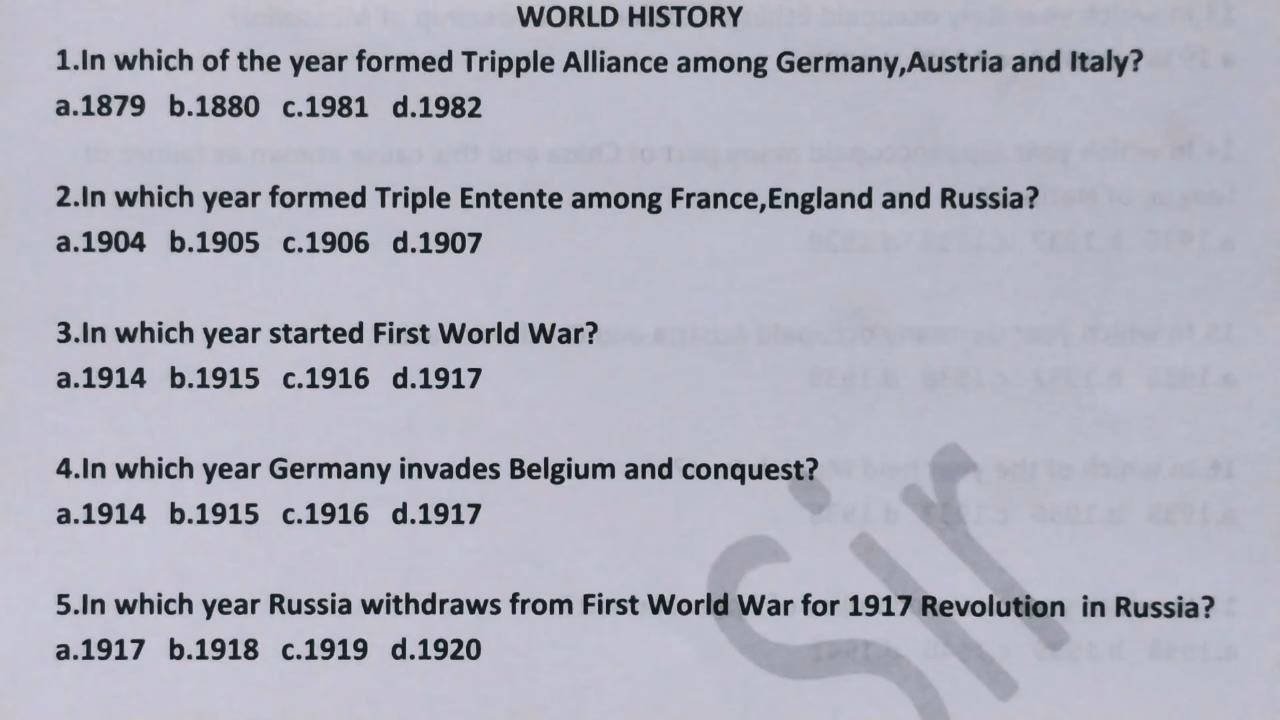 WORLD HISTORY
1.In which of the year formed Tripple Alliance among Germany,Austria and Italy?
a.1879 b.1880 c.1981 d.1982
2.In which year formed Triple Entente among France,England and Russia?
a.1904 b.1905 c.1906 d.1907
3.In which year started First World War?
a.1914 b.1915 c.1916 d.1917
4.In which year Germany invades Belgium and conquest?
a.1914 b.1915 c.1916 d.1917
5.In which year Russia withdraws from First World War for 1917 Revolution in Russia?
a.1917 b.1918 c.1919 d.1920
Sir